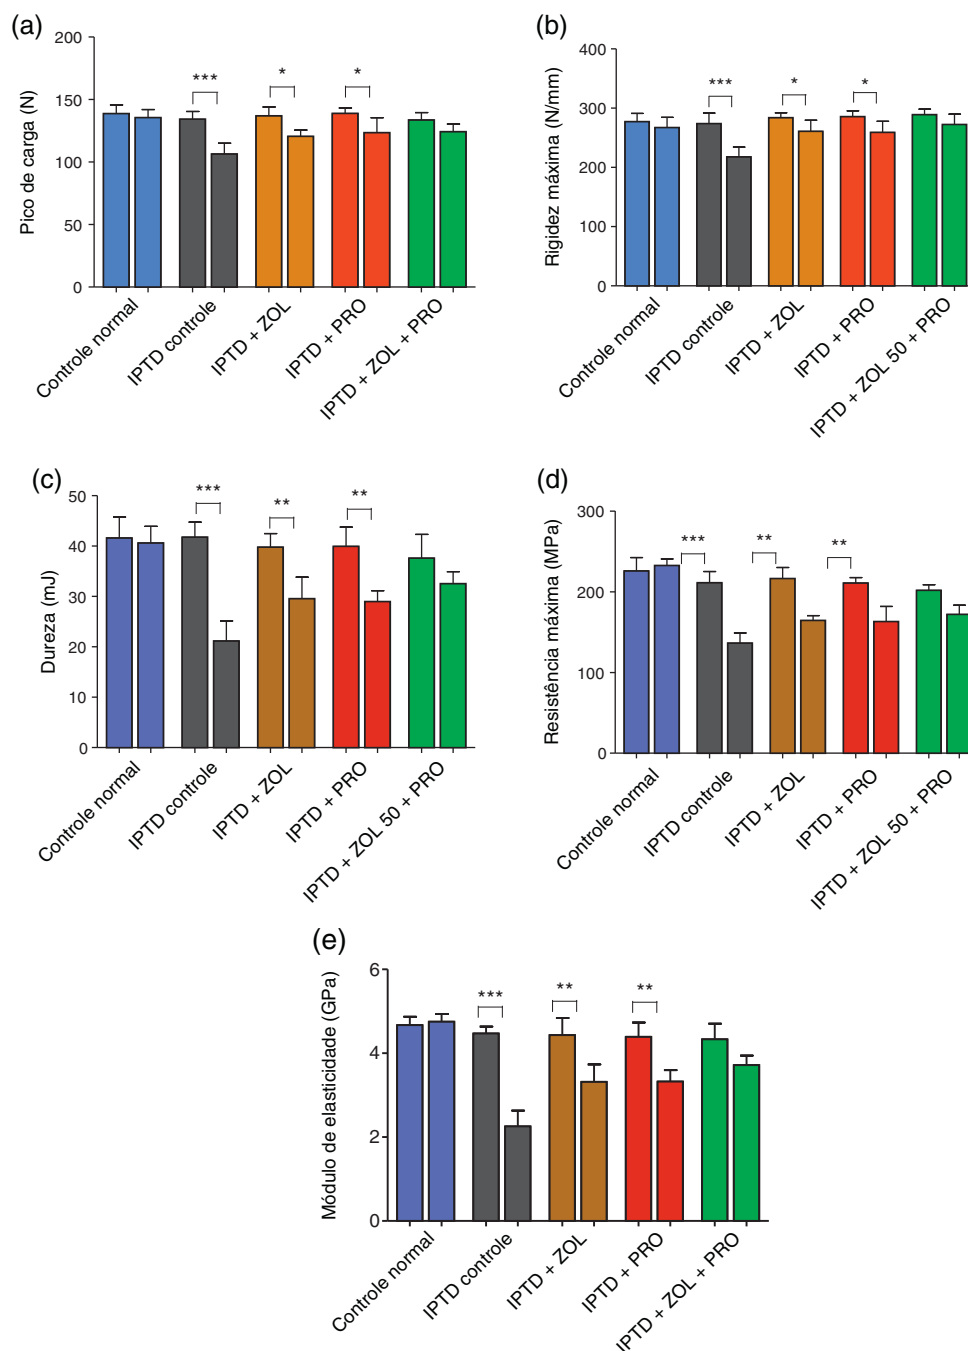 (a)
Pico de carga (N)
200
150
100
50
0
***
*
*
Controle normal
IPTD controle
IPTD + ZOL
IPTD + PRO
IPTD + ZOL + PRO
(b)
Rigidez máxima (N/mm)
400
300
200
100
0
***
*
*
Controle normal
IPTD controle
IPTD + ZOL
IPTD + PRO
IPTD + ZOL 50 + PRO
(c)
Dureza (mJ)
50
40
30
20
10
0
***
**
**
Controle normal
IPTD controle
IPTD + ZOL
IPTD + PRO
IPTD + ZOL 50 + PRO
(d)
Resistência máxima (MPa)
300
200
100
0
***
**
**
Controle normal
IPTD controle
IPTD + ZOL
IPTD + PRO
IPTD + ZOL 50 + PRO
(e)
Módulo de elasticidade (GPa)
6
4
2
0
***
**
**
Controle normal
IPTD controle
IPTD + ZOL
IPTD + PRO
IPTD + ZOL + PRO